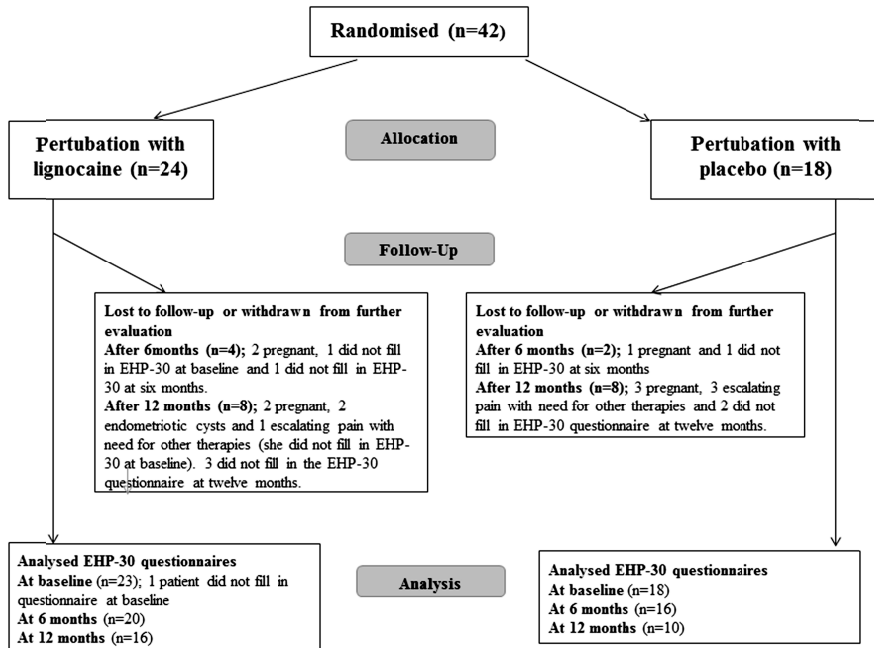 Randomised (n=42)
Pertubation with
lignocaine (n=24)
Allocation
Pertubation with
placebo (n=18)
Follow-Up
Lost to follow-up or withdrawn from further
evaluation
After 6months (n=4); 2 pregnant, 1 did not fill
in EHP-30 at baseline and 1 did not fill in EHP-
30 at six months.
After 12 months (n=8); 2 pregnant, 2
endometriotic cysts and 1 escalating pain with
need for other therapies (she did not fill in EHP-
30 at baseline). 3 did not fill in the EHP-30
questionnaire at twelve months.
Lost to follow-up or withdrawn from further
evaluation
After 6 months (n=2); 1 pregnant and 1 did not
fill in EHP-30 at six months
After 12 months (n=8); 3 pregnant, 3 escalating
pain with need for other therapies and 2 did not
fill in EHP-30 questionnaire at twelve months.
Analysed EHP-30 questionnaires
At baseline (n=23); 1 patient did not fill in
questionnaire at baseline
At 6 months (n=20)
At 12 months (n=16)
Analysis
Analysed EHP-30 questionnaires
At baseline (n=18)
At 6 months (n=16)
At 12 months (n=10)